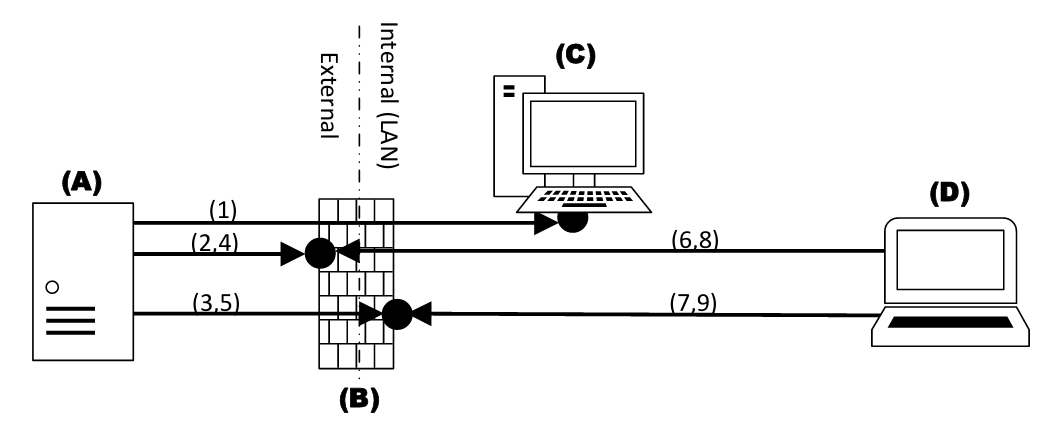 (C)
External
Internal (LAN)
(A)
(D)
(1)
(2,4)
(6,8)
(3,5)
(7,9)
(B)